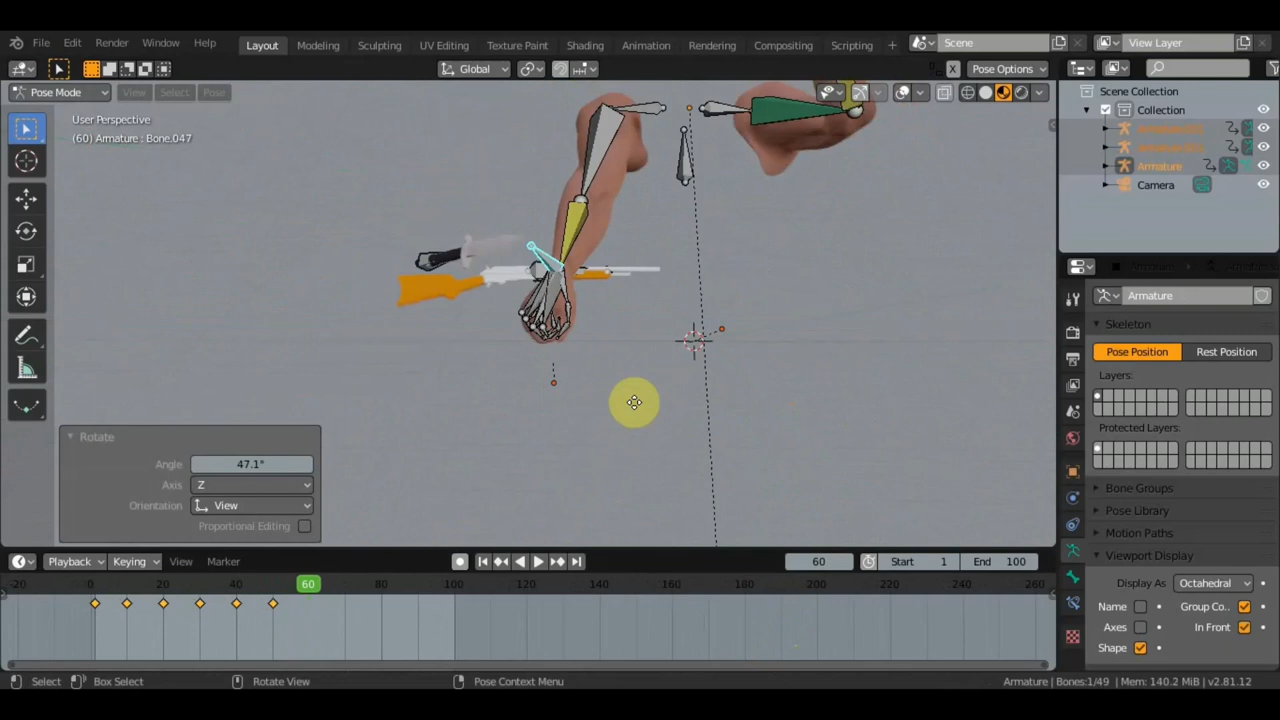 File Edit Render Window Help Layout Modeling Sculpting UV Editing Texture Paint Shading Animation Rendering Compositing Scripting + Scene View Layer
Global X Pose Options
Pose Mode View Select Pose
User Perspective
(60) Armature : Bone.047
Scene Collection
Collection
Armature
Camera
Armature
Skeleton
Pose Position Rest Position
Layers:
Protected Layers:
Bone Groups
Pose Library
Motion Paths
Viewport Display
Display As Octahedral
Name Group Co..
Axes In Front
Shape
Rotate
Angle 47.1°
Axis Z
Orientation View
Proportional Editing
Playback Keying View Marker 60 Start 1 End 100
-20 0 20 40 60 80 100 120 140 160 180 200 220 240 260
Select Box Select Rotate View Pose Context Menu Armature | Bones:1/49 | Mem: 140.2 MiB | v2.81.12